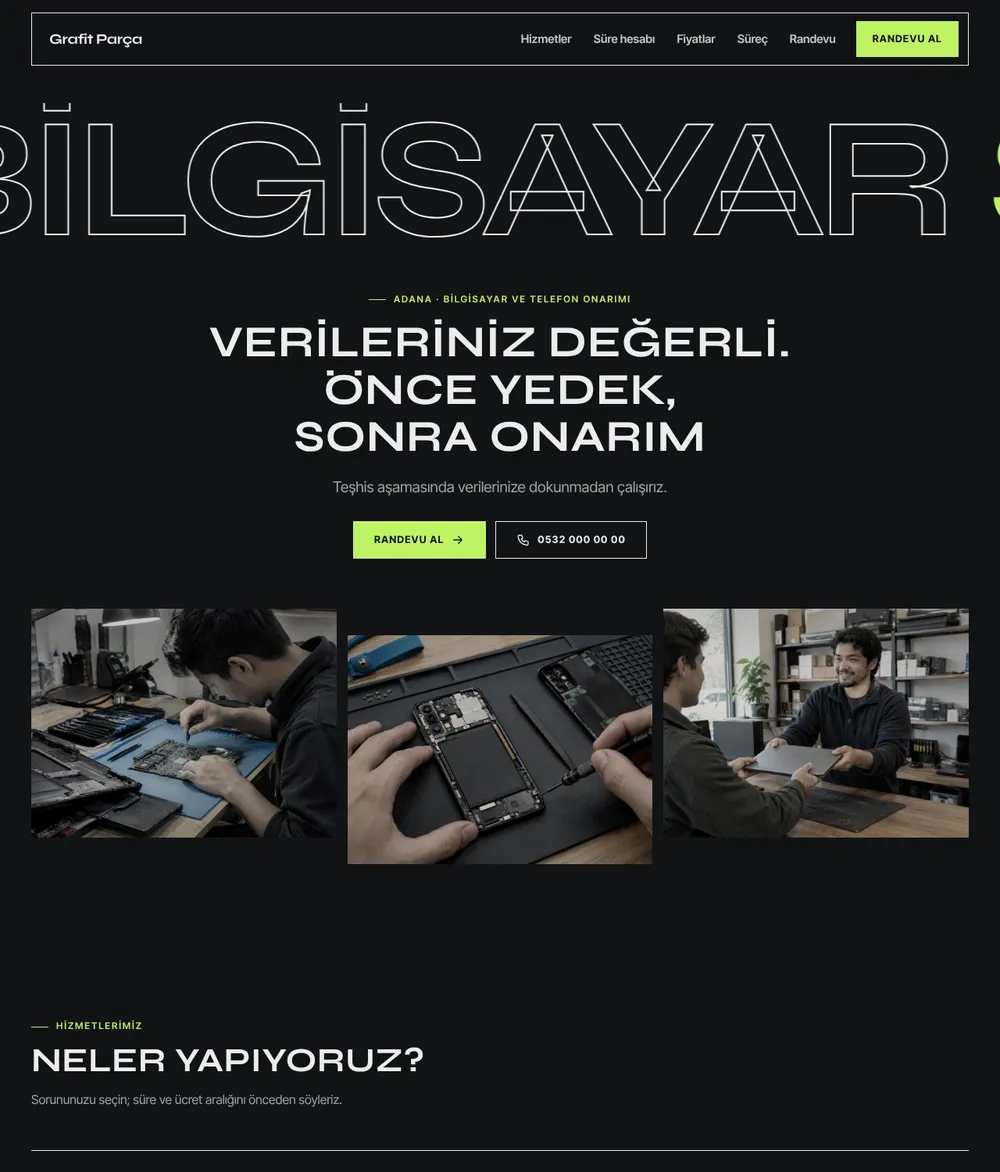 Grafit Parça
Hizmetler
Süre hesabı
Fiyatlar
Süreç
Randevu
RANDEVU AL
BİLGİSAYAR
ADANA · BİLGİSAYAR VE TELEFON ONARIMI
VERİLERİNİZ DEĞERLİ.
ÖNCE YEDEK,
SONRA ONARIM
Teşhis aşamasında verilerinize dokunmadan çalışırız.
RANDEVU AL
0532 000 00 00
HİZMETLERİMİZ
NELER YAPIYORUZ?
Sorununuzu seçin; süre ve ücret aralığını önceden söyleriz.